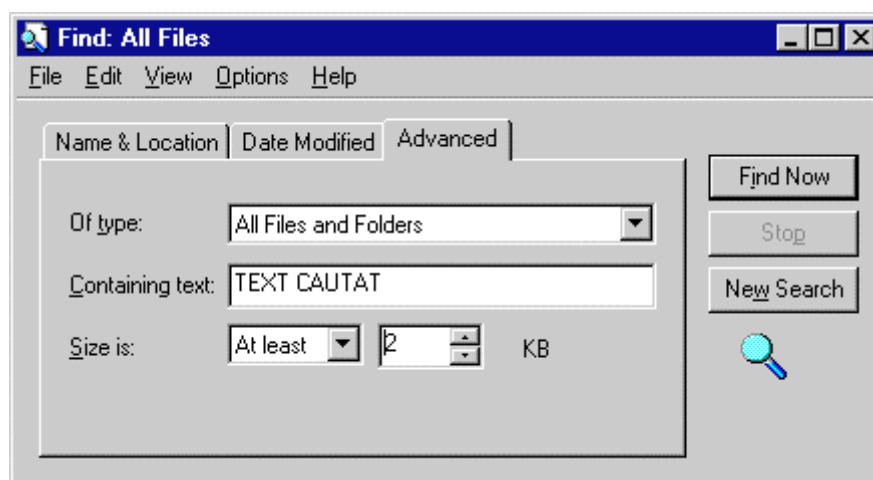 Find: All Files
File Edit View Options Help
Name & Location Date Modified Advanced
Of type: All Files and Folders
Containing text: TEXT CAUTAT
Size is: At least 2 KB
Find Now
Stop
New Search